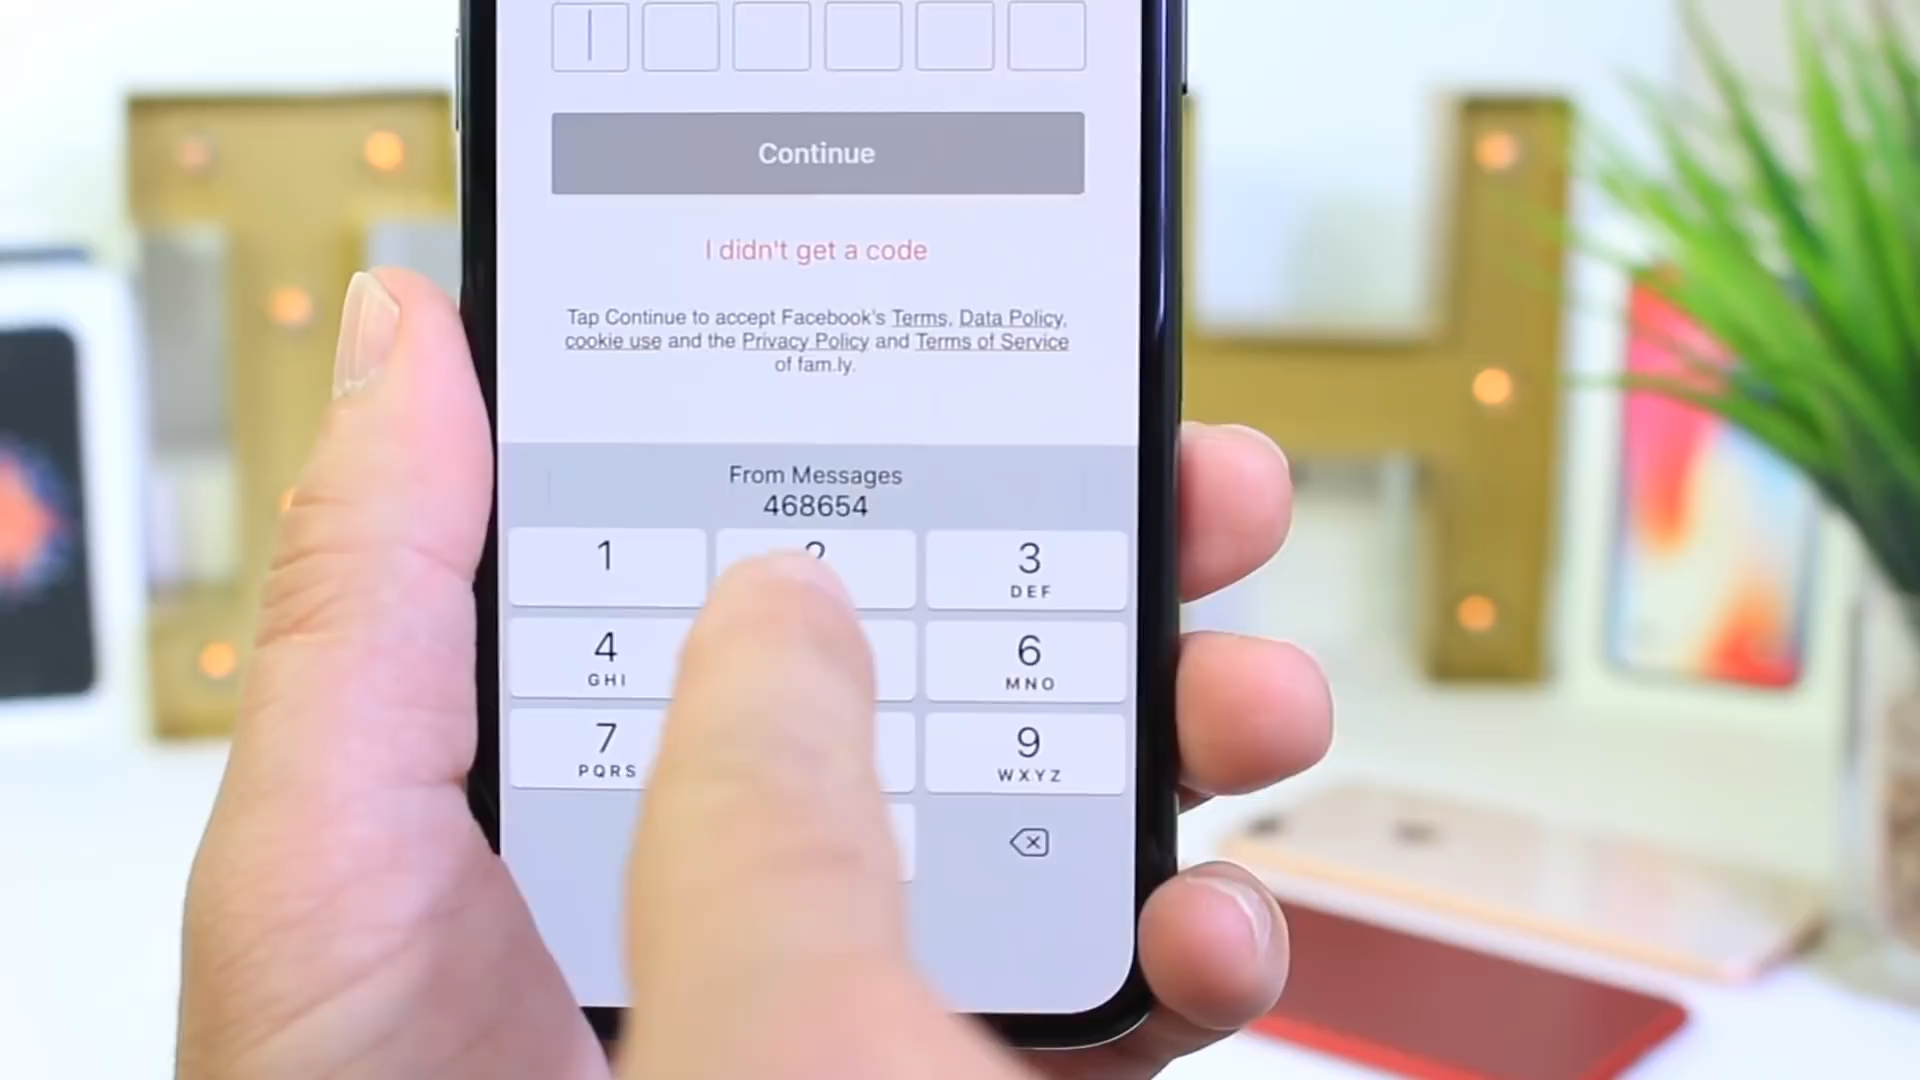 Continue
I didn't get a code
Tap Continue to accept Facebook's Terms, Data Policy,
cookie use and the Privacy Policy and Terms of Service
of fam.ly.
From Messages
468654
1
2
3
DEF
4
GHI
6
MNO
7
PQRS
9
WXYZ